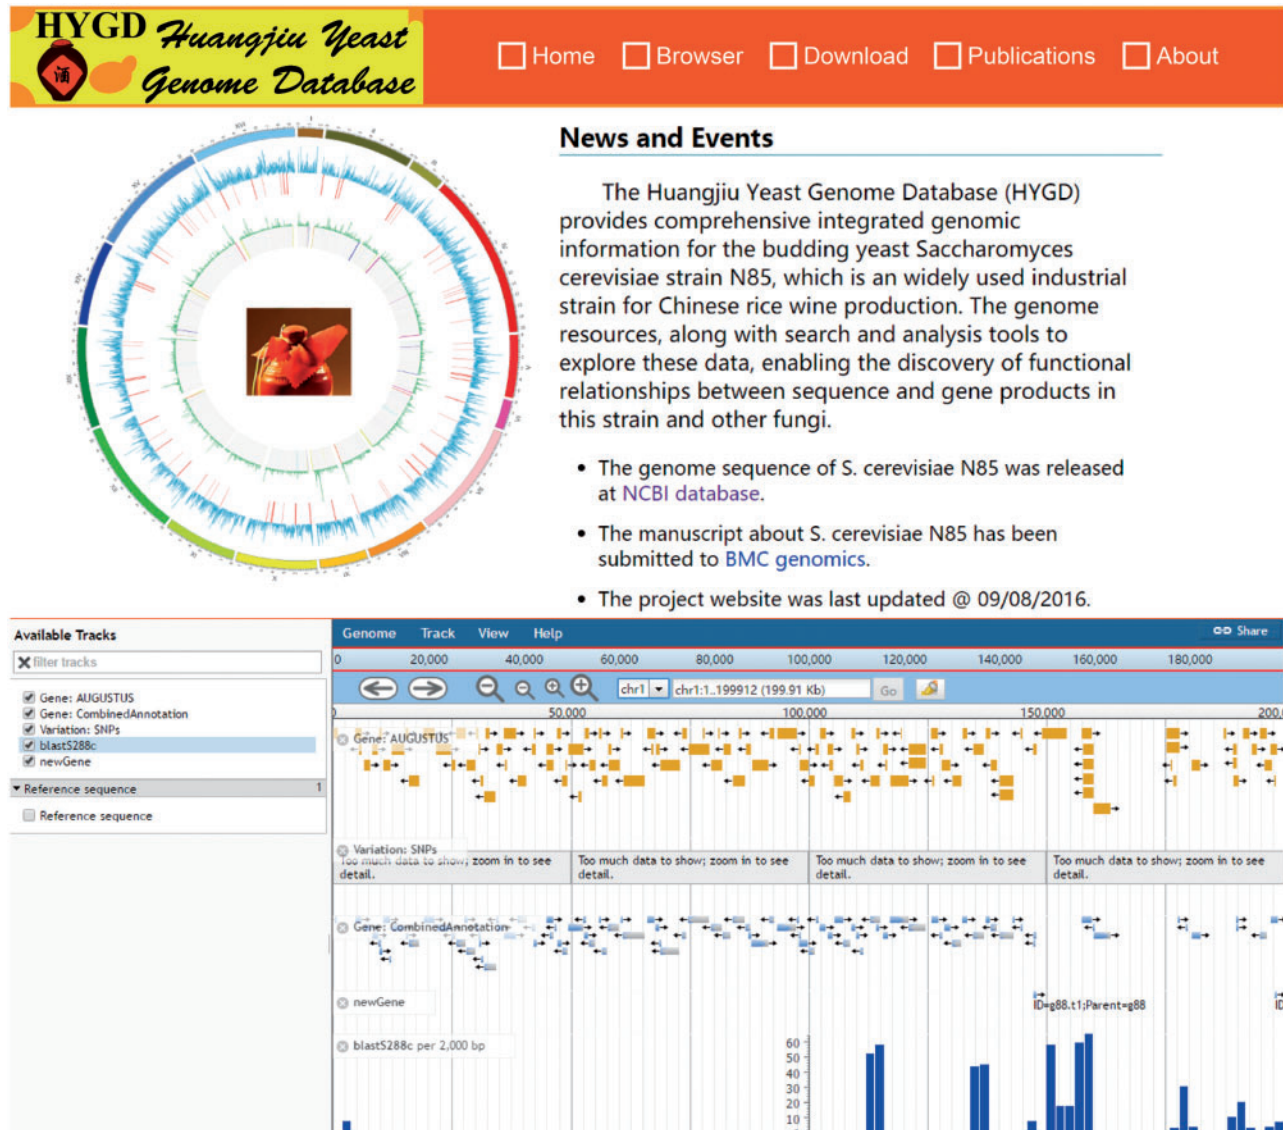 HYGD Huangjiu Yeast
Genome Database
酒
Home Browser Download Publications About
News and Events
The Huangjiu Yeast Genome Database (HYGD)
provides comprehensive integrated genomic
information for the budding yeast Saccharomyces
cerevisiae strain N85, which is an widely used industrial
strain for Chinese rice wine production. The genome
resources, along with search and analysis tools to
explore these data, enabling the discovery of functional
relationships between sequence and gene products in
this strain and other fungi.
• The genome sequence of S. cerevisiae N85 was released
at NCBI database.
• The manuscript about S. cerevisiae N85 has been
submitted to BMC genomics.
• The project website was last updated @ 09/08/2016.
Available Tracks
filter tracks
Gene: AUGUSTUS
Gene: CombinedAnnotation
Variation: SNPs
blastS288c
newGene
Reference sequence 1
Reference sequence
Genome Track View Help Share
0 20,000 40,000 60,000 80,000 100,000 120,000 140,000 160,000 180,000
chr1 chr1:1..199912 (199.91 Kb) Go
50,000 100,000 150,000 200,
Gene: AUGUSTUS
Variation: SNPs
Too much data to show; zoom in to see Too much data to show; zoom in to see Too much data to show; zoom in to see Too much data to show; zoom in to see
detail. detail. detail. detail.
Gene: CombinedAnnotation
newGene
ID=g88.t1;Parent=g88 ID
blastS288c per 2,000 bp
60
50
40
30
20
10